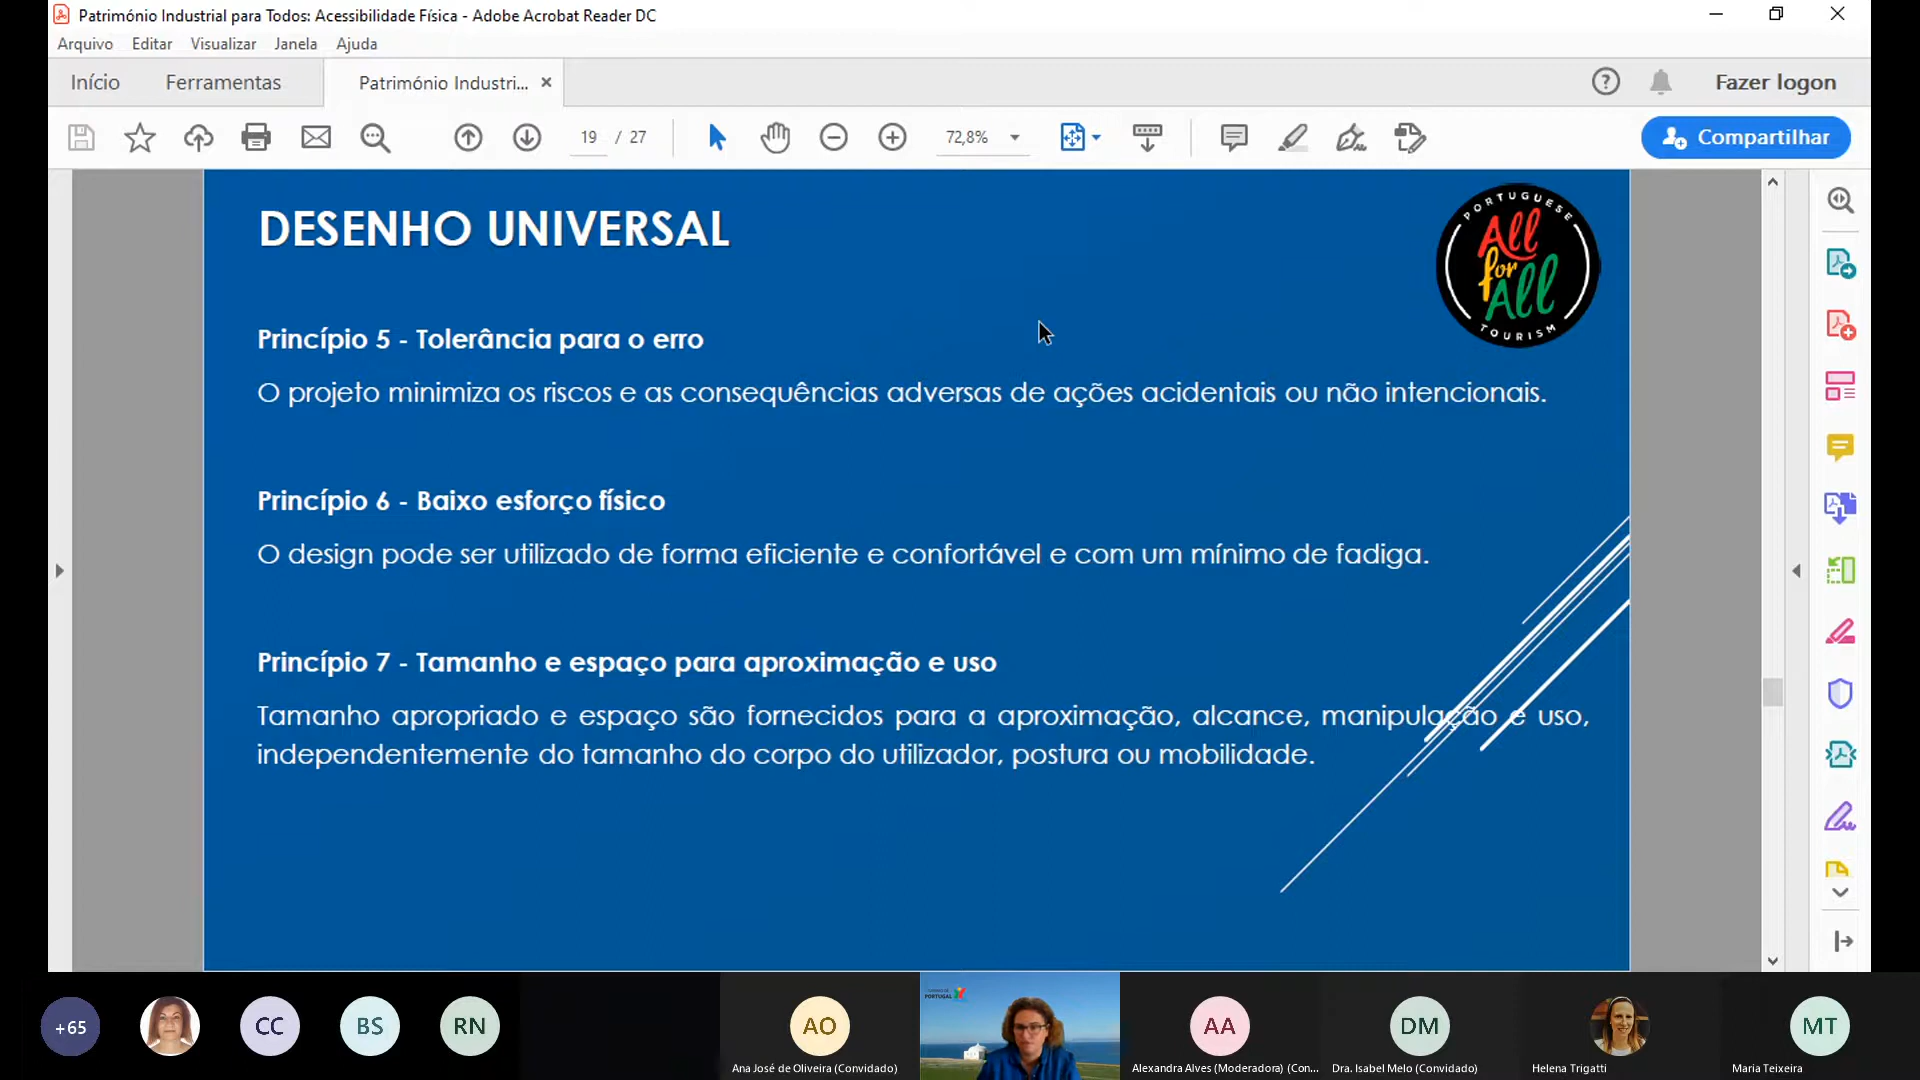 Património Industrial para Todos: Acessibilidade Física - Adobe Acrobat Reader DC
Arquivo Editar Visualizar Janela Ajuda
Início Ferramentas Património Industri... Fazer logon
19 / 27 72,8% Compartilhar
DESENHO UNIVERSAL
PORTUGUESE
All
for
All
TOURISM
Princípio 5 - Tolerância para o erro
O projeto minimiza os riscos e as consequências adversas de ações acidentais ou não intencionais.
Princípio 6 - Baixo esforço físico
O design pode ser utilizado de forma eficiente e confortável e com um mínimo de fadiga.
Princípio 7 - Tamanho e espaço para aproximação e uso
Tamanho apropriado e espaço são fornecidos para a aproximação, alcance, manipulação e uso,
independentemente do tamanho do corpo do utilizador, postura ou mobilidade.
PORTUGAL
+65 CC BS RN AO AA DM MT
Ana José de Oliveira (Convidado) Alexandra Alves (Moderadora) (Con... Dra. Isabel Melo (Convidado) Helena Trigatti Maria Teixeira